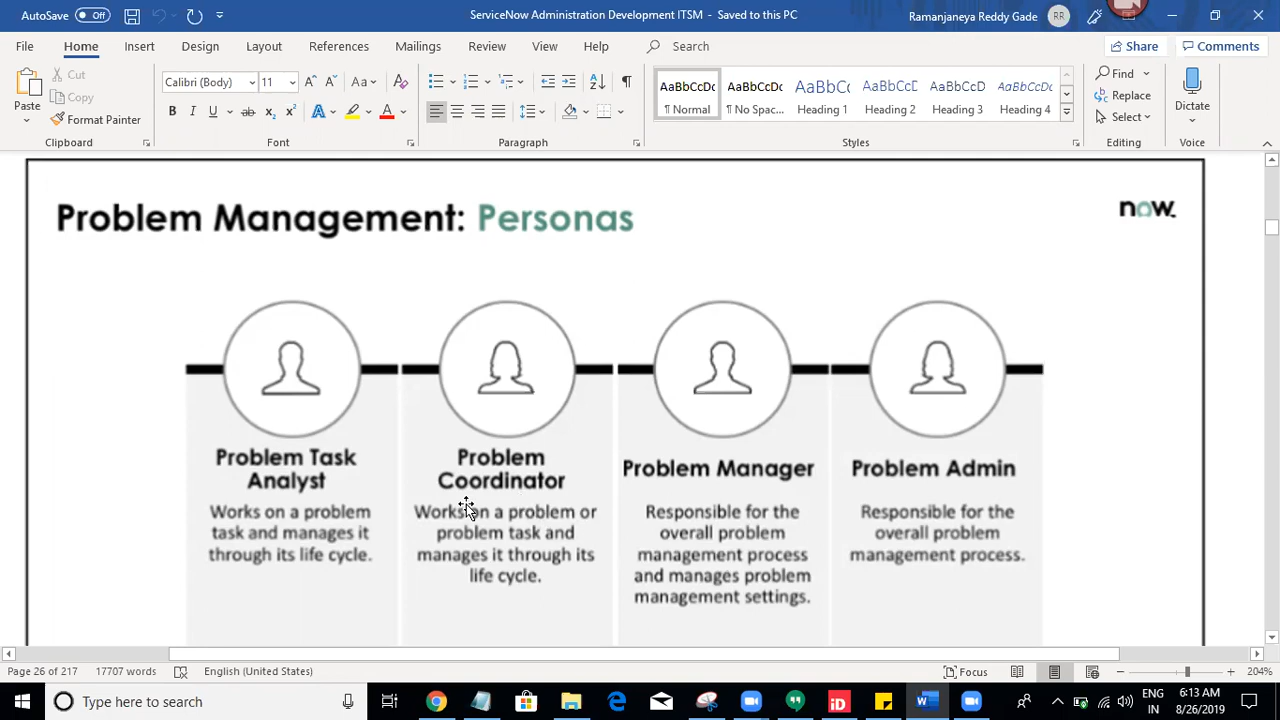 AutoSave Off ServiceNow Administration Development ITSM - Saved to this PC Ramanjaneya Reddy Gade RR
File Home Insert Design Layout References Mailings Review View Help Search Share Comments
Paste Cut Copy Format Painter
Calibri (Body) 11 Aa
B I U ab x₂ x² A A
AaBbCcDc AaBbCcDc AaBbCc AaBbCcD AaBbCcDc AaBbCcDc
¶ Normal ¶ No Spac... Heading 1 Heading 2 Heading 3 Heading 4
Find Replace Select
Dictate
Clipboard Font Paragraph Styles Editing Voice
Problem Management: Personas
now.
Problem Task
Analyst
Works on a problem
task and manages it
through its life cycle.
Problem
Coordinator
Works on a problem or
problem task and
manages it through its
life cycle.
Problem Manager
Responsible for the
overall problem
management process
and manages problem
management settings.
Problem Admin
Responsible for the
overall problem
management process.
Page 26 of 217 17707 words English (United States) Focus 204%
Type here to search
ENG 6:13 AM
IN 8/26/2019